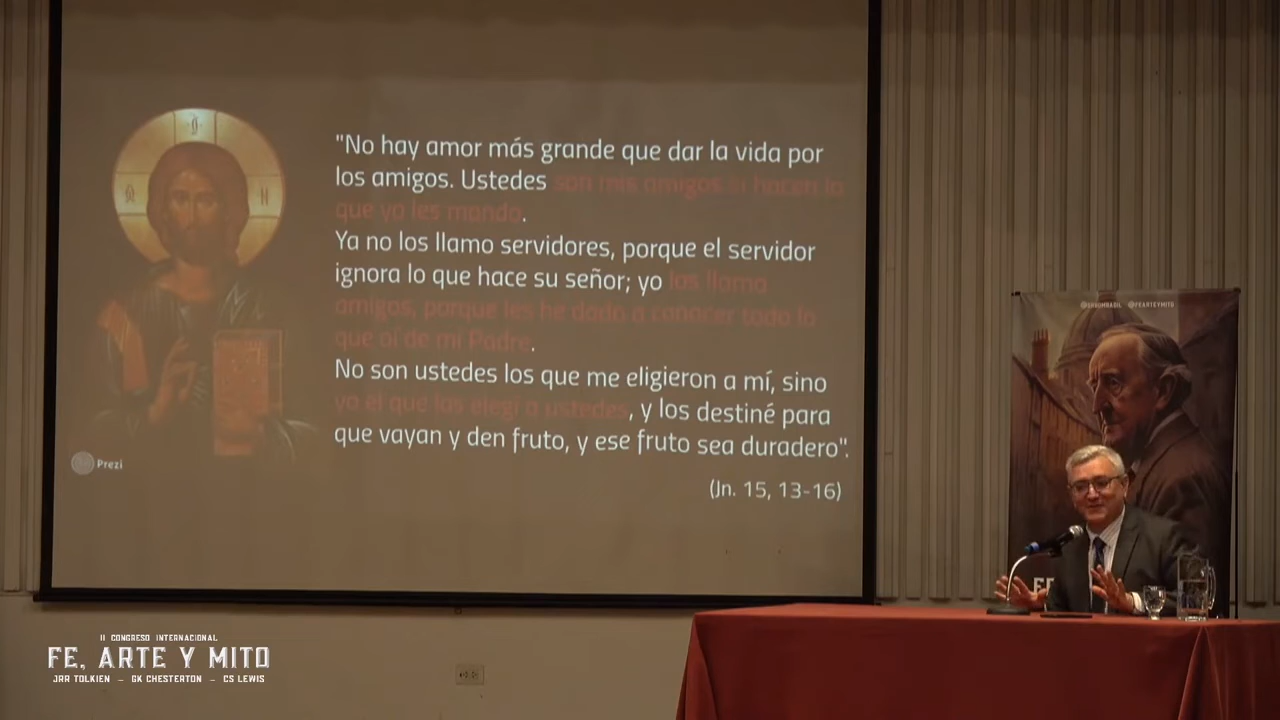 "No hay amor más grande que dar la vida por
los amigos. Ustedes son mis amigos si hacen lo
que yo les mando.
Ya no los llamo servidores, porque el servidor
ignora lo que hace su señor; yo los llamo
amigos, porque les he dado a conocer todo lo
que oí de mi Padre.
No son ustedes los que me eligieron a mí, sino
yo el que los elegí a ustedes, y los destiné para
que vayan y den fruto, y ese fruto sea duradero".
(Jn. 15, 13-16)
Prezi
@FEARTEYMITO
FE
II CONGRESO INTERNACIONAL
FE, ARTE Y MITO
JRR TOLKIEN – GK CHESTERTON – CS LEWIS